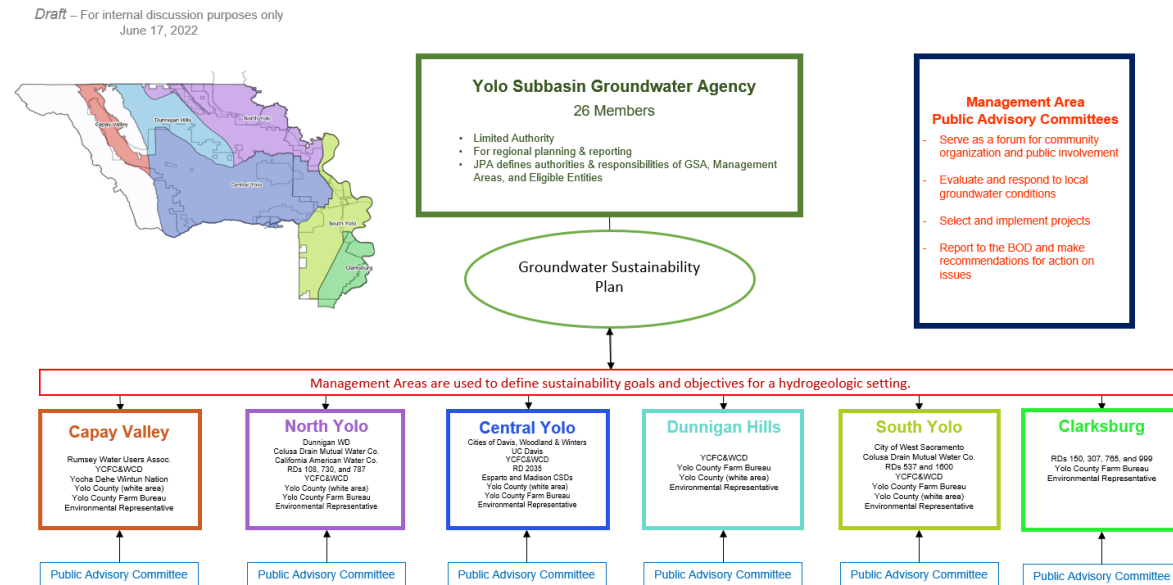 Draft – For internal discussion purposes only
June 17, 2022
Capay Valley
Dunnigan Hills
North Yolo
Central Yolo
South Yolo
Clarksburg
Yolo Subbasin Groundwater Agency
26 Members
• Limited Authority
• For regional planning & reporting
• JPA defines authorities & responsibilities of GSA, Management
Areas, and Eligible Entities
Management Area
Public Advisory Committees
- Serve as a forum for community
organization and public involvement
- Evaluate and respond to local
groundwater conditions
- Select and implement projects
- Report to the BOD and make
recommendations for action on
issues
Groundwater Sustainability
Plan
Management Areas are used to define sustainability goals and objectives for a hydrogeologic setting.
Capay Valley
Rumsey Water Users Assoc.
YCFC&WCD
Yocha Dehe Wintun Nation
Yolo County (white area)
Yolo County Farm Bureau
Environmental Representative
North Yolo
Dunnigan WD
Colusa Drain Mutual Water Co.
California American Water Co.
RDs 108, 730, and 787
YCFC&WCD
Yolo County (white area)
Yolo County Farm Bureau
Environmental Representative
Central Yolo
Cities of Davis, Woodland & Winters
UC Davis
YCFC&WCD
RD 2035
Esparto and Madison CSDs
Yolo County (white area)
Yolo County Farm Bureau
Environmental Representative
Dunnigan Hills
YCFC&WCD
Yolo County Farm Bureau
Yolo County (white area)
Environmental Representative
South Yolo
City of West Sacramento
Colusa Drain Mutual Water Co.
RDs 537 and 1600
YCFC&WCD
Yolo County Farm Bureau
Yolo County (white area)
Environmental Representative
Clarksburg
RDs 150, 307, 765, and 999
Yolo County Farm Bureau
Environmental Representative
Public Advisory Committee
Public Advisory Committee
Public Advisory Committee
Public Advisory Committee
Public Advisory Committee
Public Advisory Committee